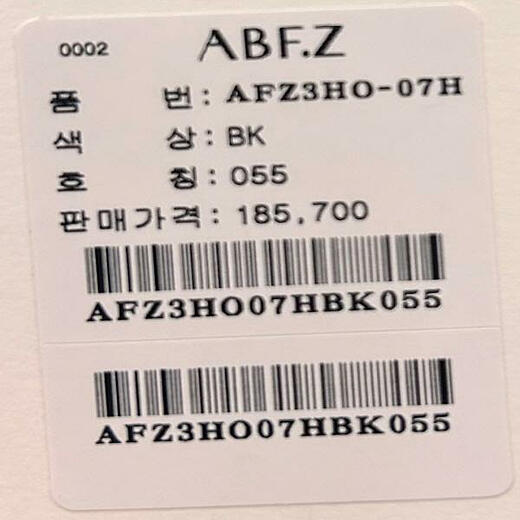 0002 ABF.Z
품 번 : AFZ3HO-07H
색 상 : BK
호 칭 : 055
판매가격 : 185,700
AFZ3HO07HBK055
AFZ3HO07HBK055